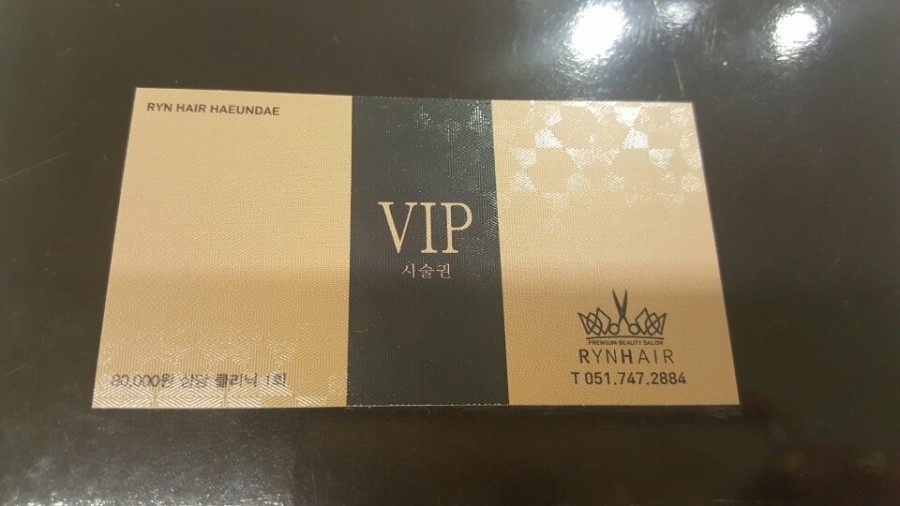 RYN HAIR HAEUNDAE
VIP
시술권
80,000원 상당 클리닉 1회
PREMIUM BEAUTY SALON
RYNHAIR
T 051.747.2884